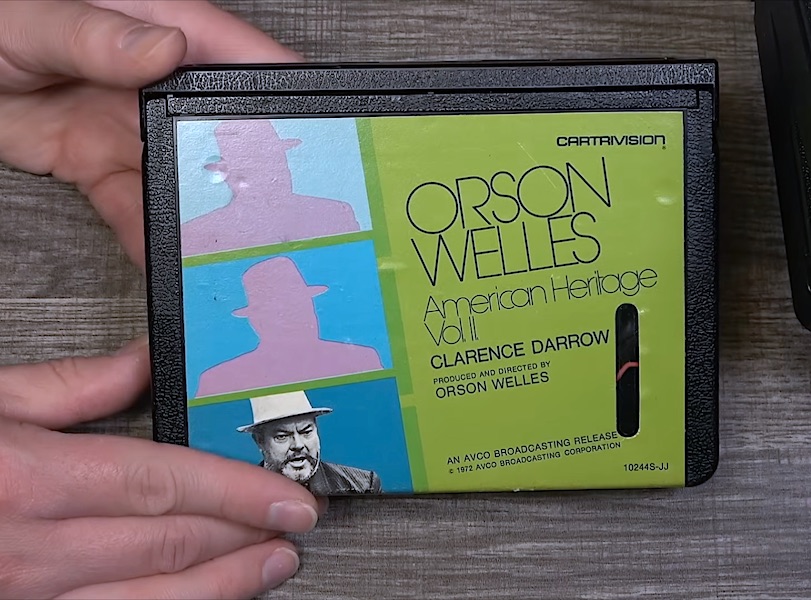 CARTRIVISION®
ORSON
WELLES
American Heritage
Vol. II
CLARENCE DARROW
PRODUCED AND DIRECTED BY
ORSON WELLES
AN AVCO BROADCASTING RELEASE
© 1972 AVCO BROADCASTING CORPORATION
10244S-JJ